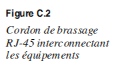 Figure C.2
Cordon de brassage
RJ-45 interconnectant
les équipements